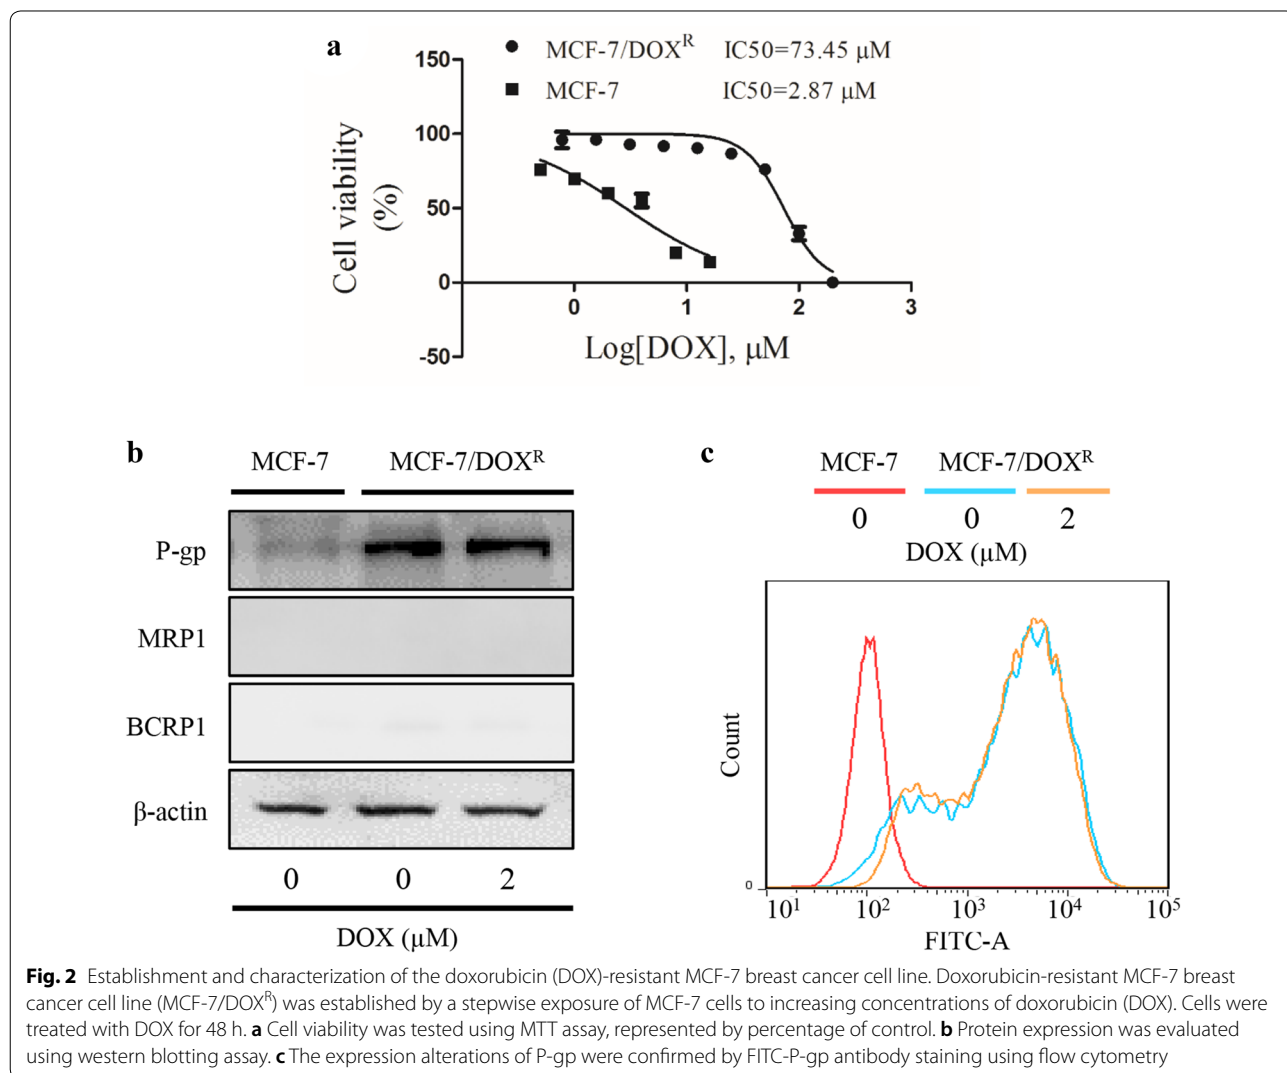 a
MCF-7/DOXᴿ IC50=73.45 μM
MCF-7 IC50=2.87 μM
150
100
50
0
-50
Cell viability
(%)
0 1 2 3
Log[DOX], μM
b
MCF-7 MCF-7/DOXᴿ
P-gp
MRP1
BCRP1
β-actin
0 0 2
DOX (μM)
c
MCF-7 MCF-7/DOXᴿ
0 0 2
DOX (μM)
Count
0
10¹ 10² 10³ 10⁴ 10⁵
FITC-A
Fig. 2 Establishment and characterization of the doxorubicin (DOX)-resistant MCF-7 breast cancer cell line. Doxorubicin-resistant MCF-7 breast
cancer cell line (MCF-7/DOXᴿ) was established by a stepwise exposure of MCF-7 cells to increasing concentrations of doxorubicin (DOX). Cells were
treated with DOX for 48 h. a Cell viability was tested using MTT assay, represented by percentage of control. b Protein expression was evaluated
using western blotting assay. c The expression alterations of P-gp were confirmed by FITC-P-gp antibody staining using flow cytometry